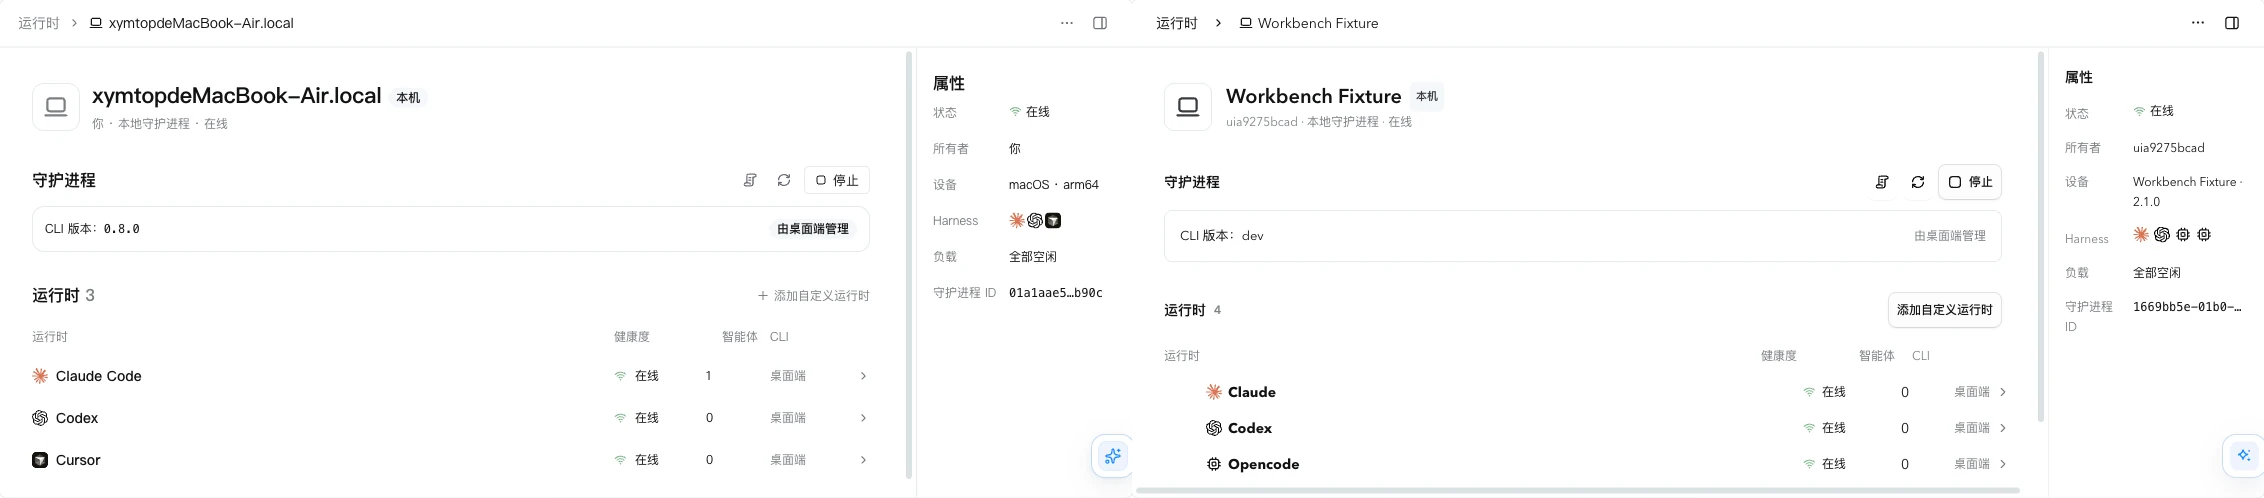 运行时 > xymtopdeMacBook-Air.local
xymtopdeMacBook-Air.local 本机
你 · 本地守护进程 · 在线
守护进程
停止
CLI 版本: 0.8.0
由桌面端管理
运行时 3
+ 添加自定义运行时
运行时 健康度 智能体 CLI
Claude Code 在线 1 桌面端 >
Codex 在线 0 桌面端 >
Cursor 在线 0 桌面端 >
属性
状态 在线
所有者 你
设备 macOS · arm64
Harness
负载 全部空闲
守护进程 ID 01a1aae5…b90c
运行时 > Workbench Fixture
Workbench Fixture 本机
uia9275bcad · 本地守护进程 · 在线
守护进程
停止
CLI 版本: dev
由桌面端管理
运行时 4
添加自定义运行时
运行时 健康度 智能体 CLI
Claude 在线 0 桌面端 >
Codex 在线 0 桌面端 >
Opencode 在线 0 桌面端 >
属性
状态 在线
所有者 uia9275bcad
设备 Workbench Fixture ·
2.1.0
Harness
负载 全部空闲
守护进程 1669bb5e-01b0-…
ID